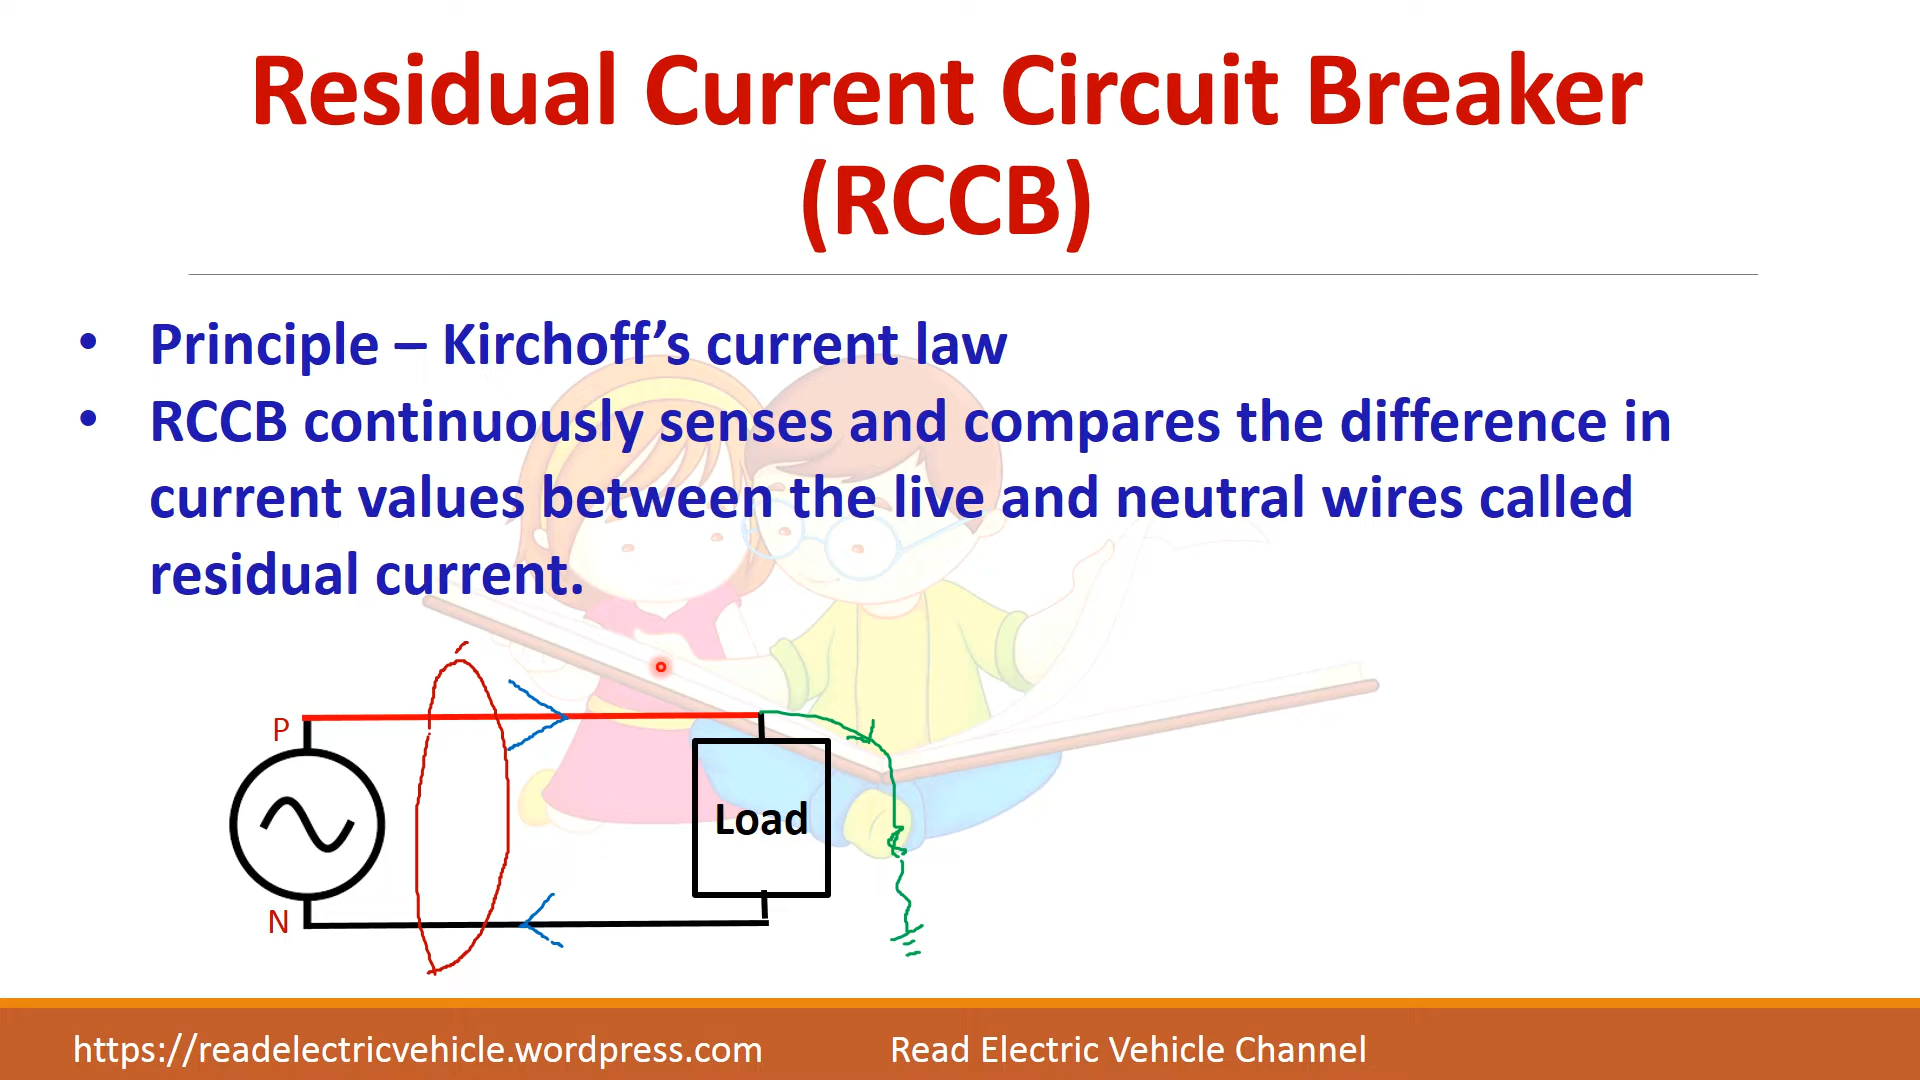 Residual Current Circuit Breaker
(RCCB)
• Principle – Kirchoff’s current law
• RCCB continuously senses and compares the difference in
current values between the live and neutral wires called
residual current.
P
Load
N
https://readelectricvehicle.wordpress.com
Read Electric Vehicle Channel